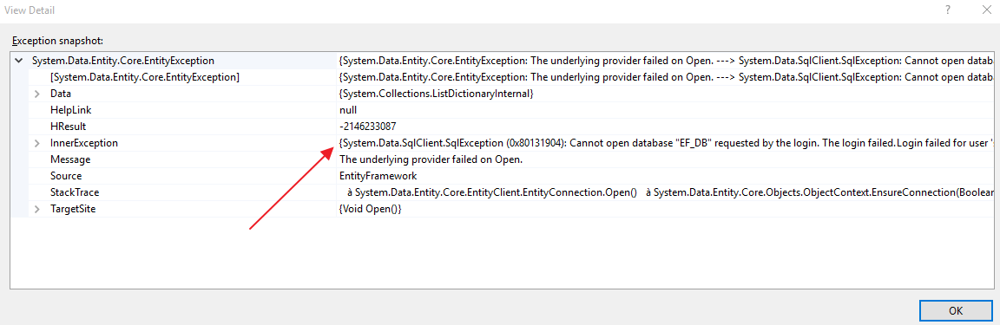 View Detail
?
Exception snapshot:
System.Data.Entity.Core.EntityException {System.Data.Entity.Core.EntityException: The underlying provider failed on Open. ---> System.Data.SqlClient.SqlException: Cannot open datab
[System.Data.Entity.Core.EntityException] {System.Data.Entity.Core.EntityException: The underlying provider failed on Open. ---> System.Data.SqlClient.SqlException: Cannot open datab
Data {System.Collections.ListDictionaryInternal}
HelpLink null
HResult -2146233087
InnerException {System.Data.SqlClient.SqlException (0x80131904): Cannot open database "EF_DB" requested by the login. The login failed.Login failed for user '
Message The underlying provider failed on Open.
Source EntityFramework
StackTrace à System.Data.Entity.Core.EntityClient.EntityConnection.Open() à System.Data.Entity.Core.Objects.ObjectContext.EnsureConnection(Boolean
TargetSite {Void Open()}
OK